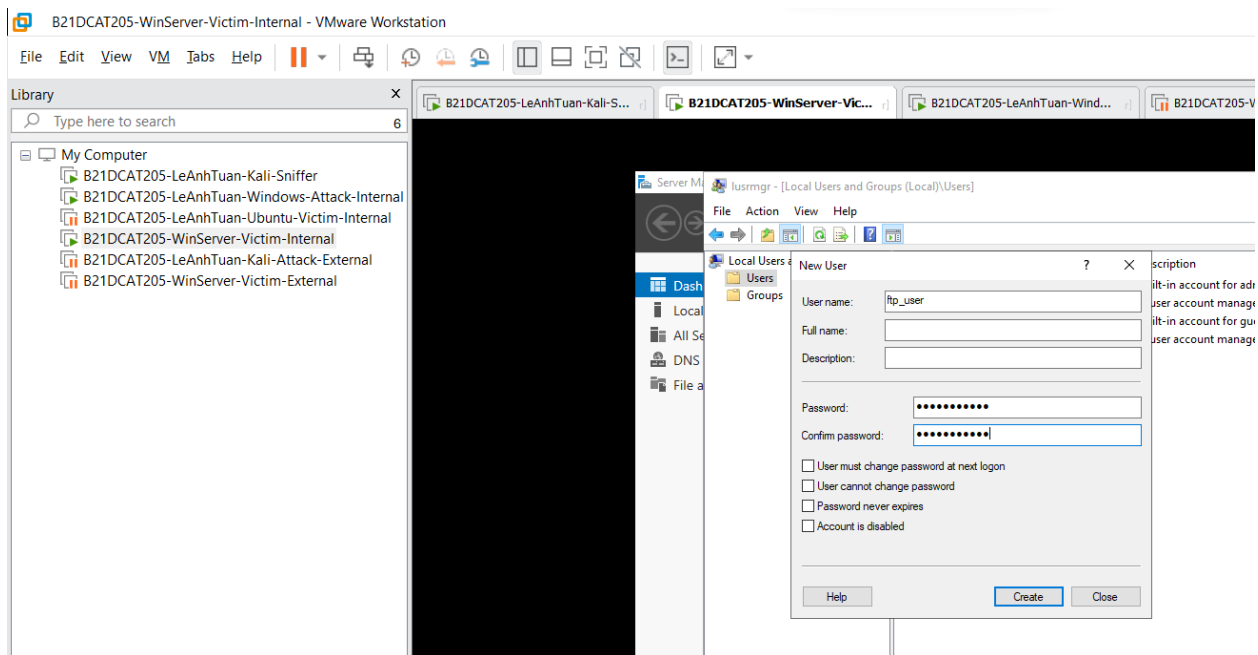 B21DCAT205-WinServer-Victim-Internal - VMware Workstation
File Edit View VM Tabs Help
Library X
Type here to search 6
My Computer
B21DCAT205-LeAnhTuan-Kali-Sniffer
B21DCAT205-LeAnhTuan-Windows-Attack-Internal
B21DCAT205-LeAnhTuan-Ubuntu-Victim-Internal
B21DCAT205-WinServer-Victim-Internal
B21DCAT205-LeAnhTuan-Kali-Attack-External
B21DCAT205-WinServer-Victim-External
B21DCAT205-LeAnhTuan-Kali-S... B21DCAT205-WinServer-Vic... B21DCAT205-LeAnhTuan-Wind... B21DCAT205-W
Server Ma
Dash
Local
All Se
DNS
File a
lusrmgr - [Local Users and Groups (Local)\Users]
File Action View Help
Local Users a
Users
Groups
scription
ilt-in account for adr
user account manage
ilt-in account for gue
user account manage
New User ? X
User name: ftp_user
Full name:
Description:
Password: ●●●●●●●●●●●
Confirm password: ●●●●●●●●●●●
User must change password at next logon
User cannot change password
Password never expires
Account is disabled
Help Create Close